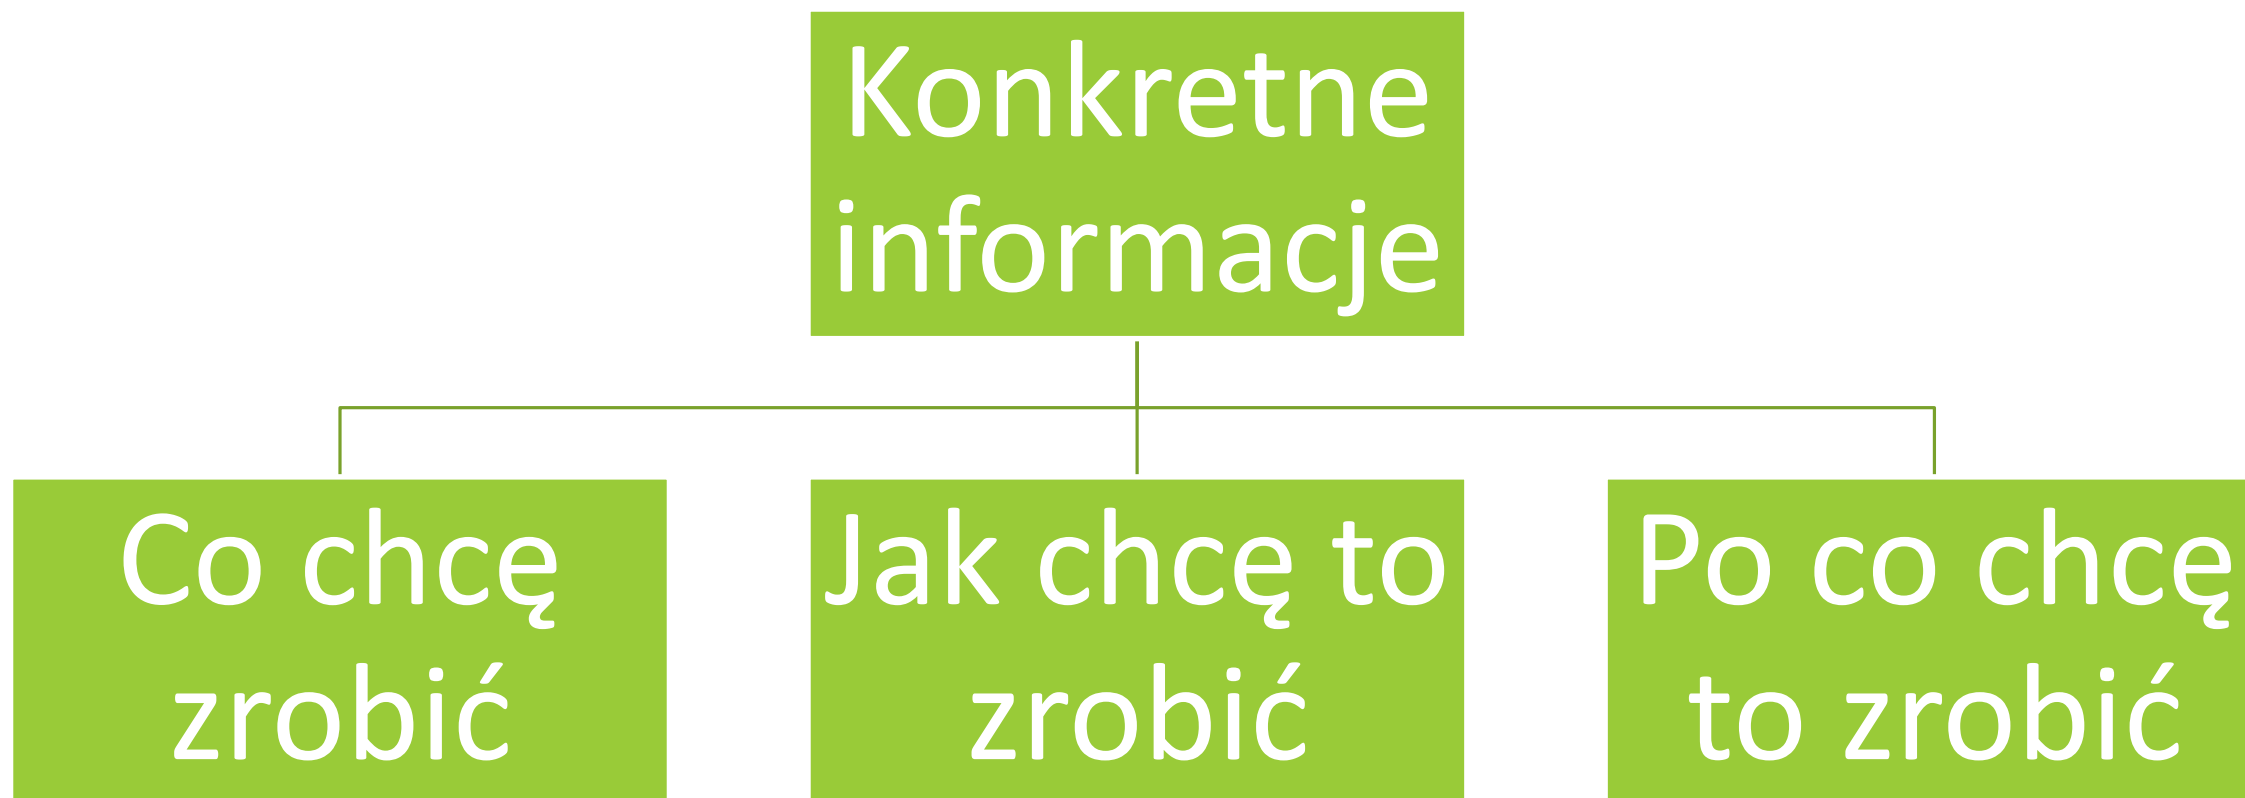 Konkretne
informacje
Co chcę
zrobić
Jak chcę to
zrobić
Po co chcę
to zrobić